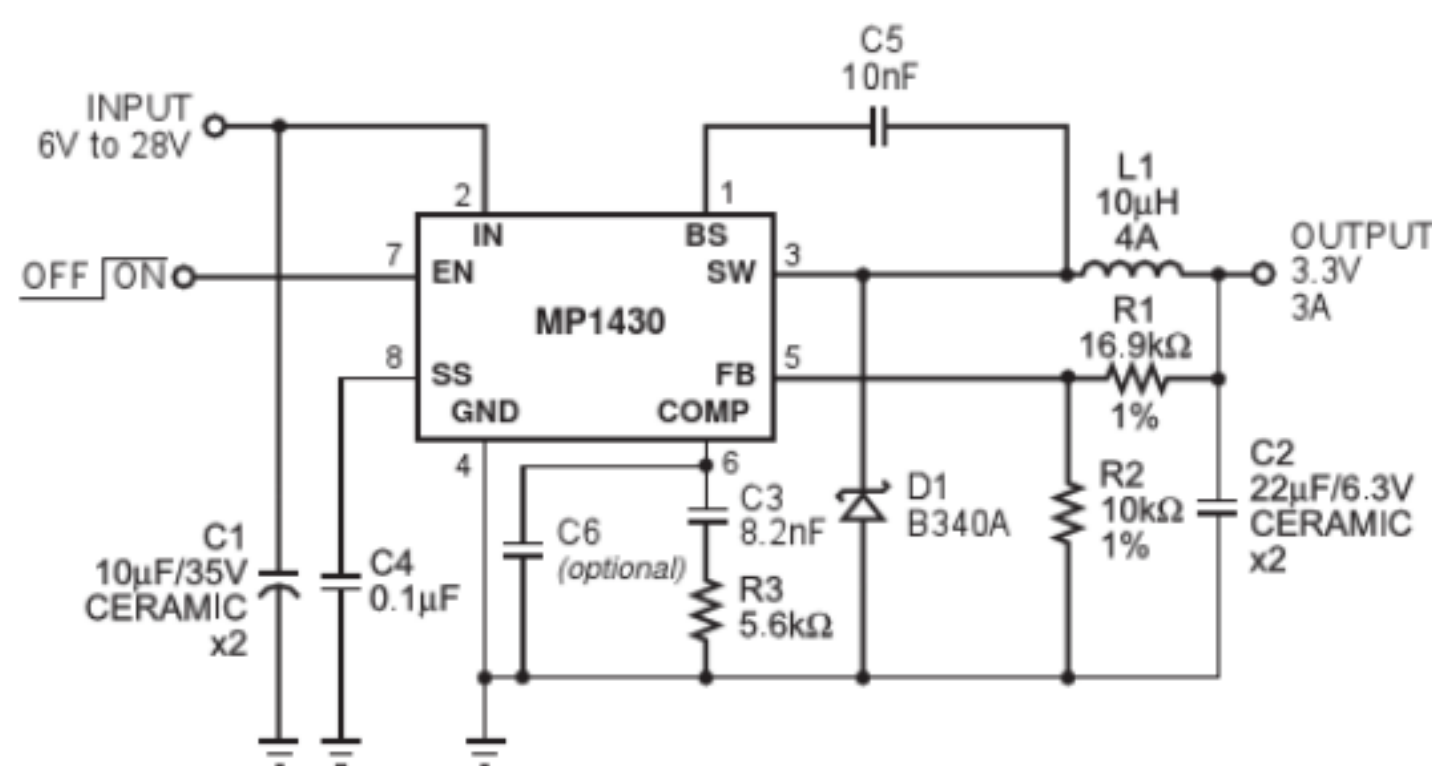 C5
10nF
INPUT
6V to 28V
L1
10µH
4A
2
1
IN
BS
OUTPUT
3.3V
3A
7
3
OFF ON
EN
SW
MP1430
R1
16.9kΩ
1%
8
5
SS
FB
GND
COMP
4
6
C3
8.2nF
D1
B340A
R2
10kΩ
1%
C2
22µF/6.3V
CERAMIC
x2
C1
10µF/35V
CERAMIC
x2
C4
0.1µF
C6
(optional)
R3
5.6kΩ